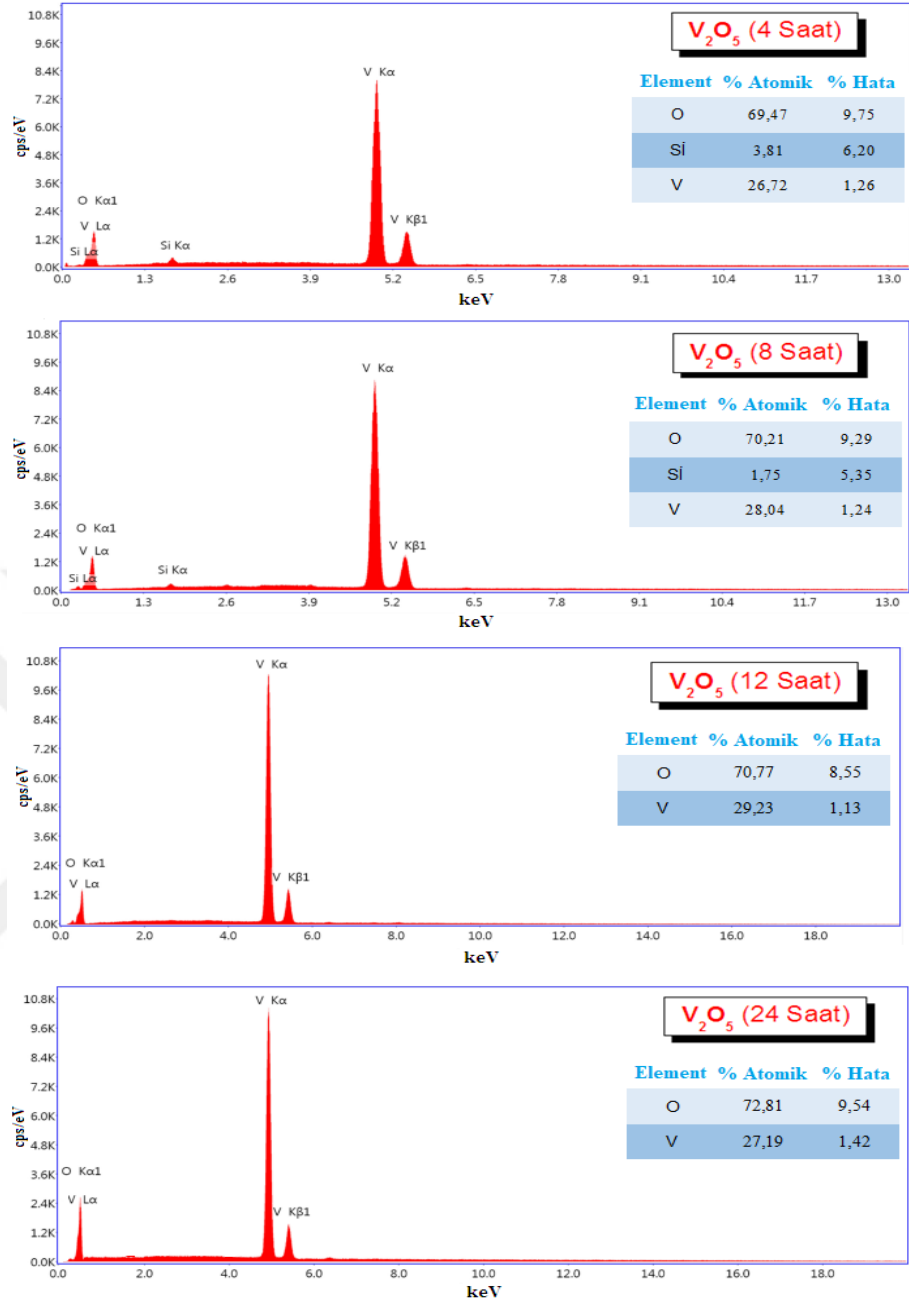 V₂O₅ (4 Saat)
Element % Atomik % Hata
O 69,47 9,75
Sİ 3,81 6,20
V 26,72 1,26
cps/eV
10.8K
9.6K
8.4K
7.2K
6.0K
4.8K
3.6K
2.4K
1.2K
0.0K
V Kα
O Kα1
V Lα
Si Lα
Si Kα
V Kβ1
0.0 1.3 2.6 3.9 5.2 6.5 7.8 9.1 10.4 11.7 13.0
keV
V₂O₅ (8 Saat)
Element % Atomik % Hata
O 70,21 9,29
Sİ 1,75 5,35
V 28,04 1,24
cps/eV
10.8K
9.6K
8.4K
7.2K
6.0K
4.8K
3.6K
2.4K
1.2K
0.0K
V Kα
O Kα1
V Lα
Si Lα
Si Kα
V Kβ1
0.0 1.3 2.6 3.9 5.2 6.5 7.8 9.1 10.4 11.7 13.0
keV
V₂O₅ (12 Saat)
Element % Atomik % Hata
O 70,77 8,55
V 29,23 1,13
cps/eV
10.8K
9.6K
8.4K
7.2K
6.0K
4.8K
3.6K
2.4K
1.2K
0.0K
V Kα
O Kα1
V Lα
V Kβ1
0.0 2.0 4.0 6.0 8.0 10.0 12.0 14.0 16.0 18.0
keV
V₂O₅ (24 Saat)
Element % Atomik % Hata
O 72,81 9,54
V 27,19 1,42
cps/eV
10.8K
9.6K
8.4K
7.2K
6.0K
4.8K
3.6K
2.4K
1.2K
0.0K
V Kα
O Kα1
V Lα
V Kβ1
0.0 2.0 4.0 6.0 8.0 10.0 12.0 14.0 16.0 18.0
keV